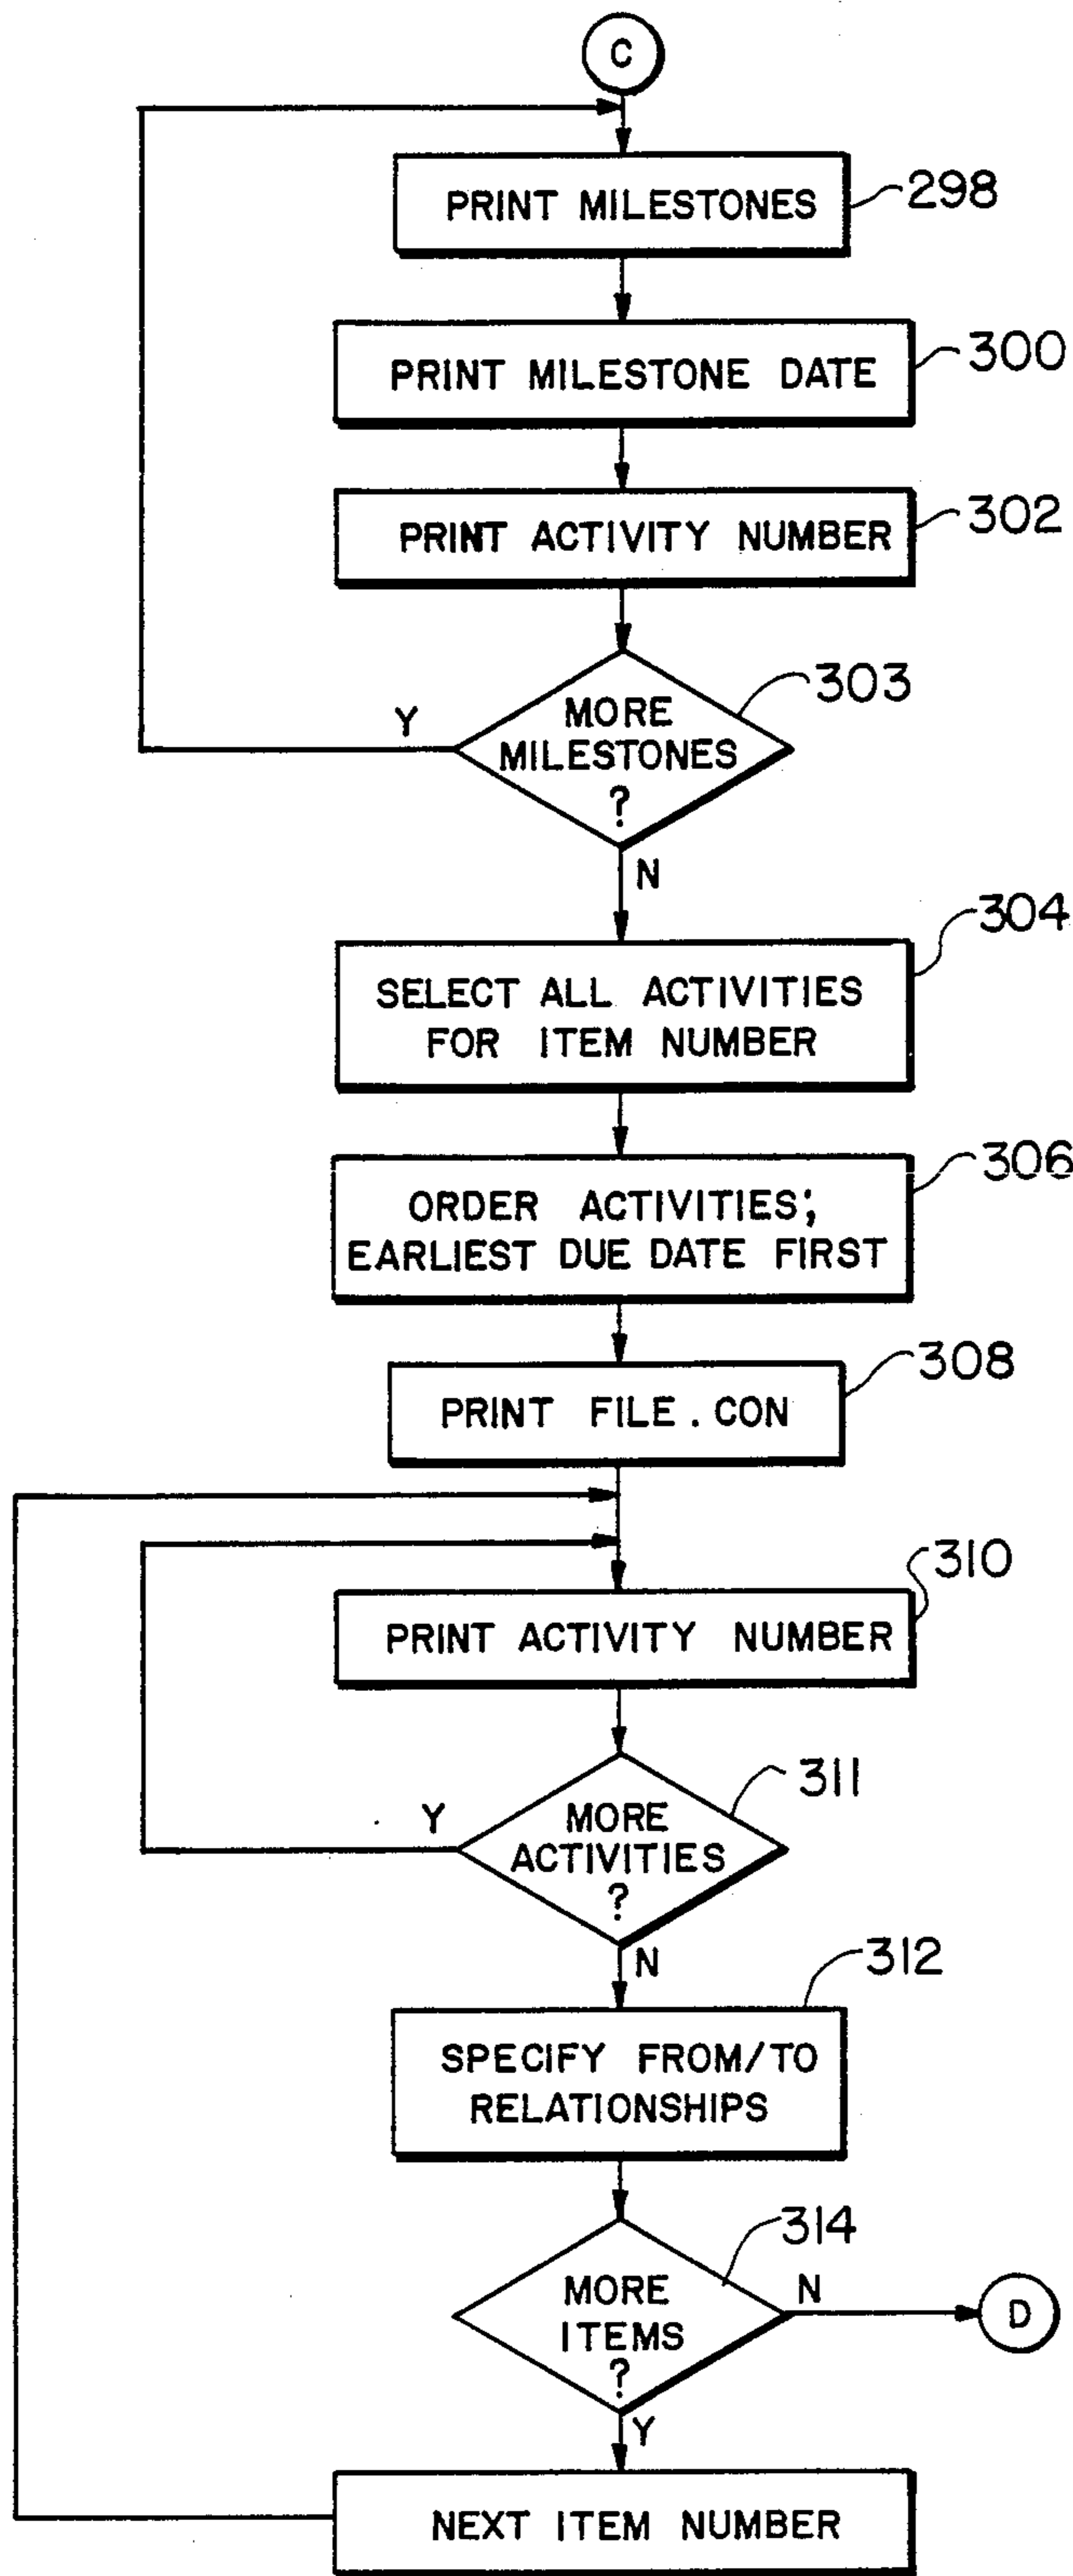 C
PRINT MILESTONES
298
PRINT MILESTONE DATE
300
PRINT ACTIVITY NUMBER
302
MORE
MILESTONES
?
303
Y
N
SELECT ALL ACTIVITIES
FOR ITEM NUMBER
304
ORDER ACTIVITIES;
EARLIEST DUE DATE FIRST
306
PRINT FILE.CON
308
PRINT ACTIVITY NUMBER
310
MORE
ACTIVITIES
?
311
Y
N
SPECIFY FROM/TO
RELATIONSHIPS
312
MORE
ITEMS
?
314
N
D
Y
NEXT ITEM NUMBER